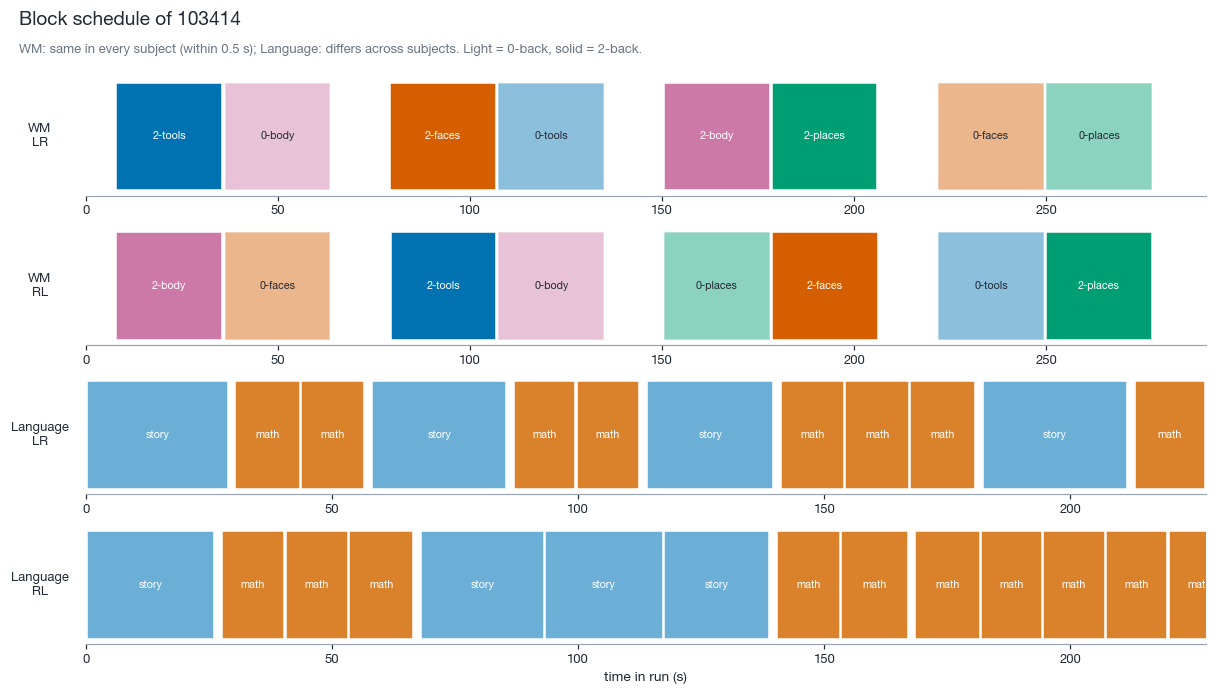 Block schedule of 103414
WM: same in every subject (within 0.5 s); Language: differs across subjects. Light = 0-back, solid = 2-back.
WM
LR
2-tools 0-body 2-faces 0-tools 2-body 2-places 0-faces 0-places
0 50 100 150 200 250
WM
RL
2-body 0-faces 2-tools 0-body 0-places 2-faces 0-tools 2-places
0 50 100 150 200 250
Language
LR
story math math story math math story math math math story math
0 50 100 150 200
Language
RL
story math math math story story story math math math math math math mat
0 50 100 150 200
time in run (s)